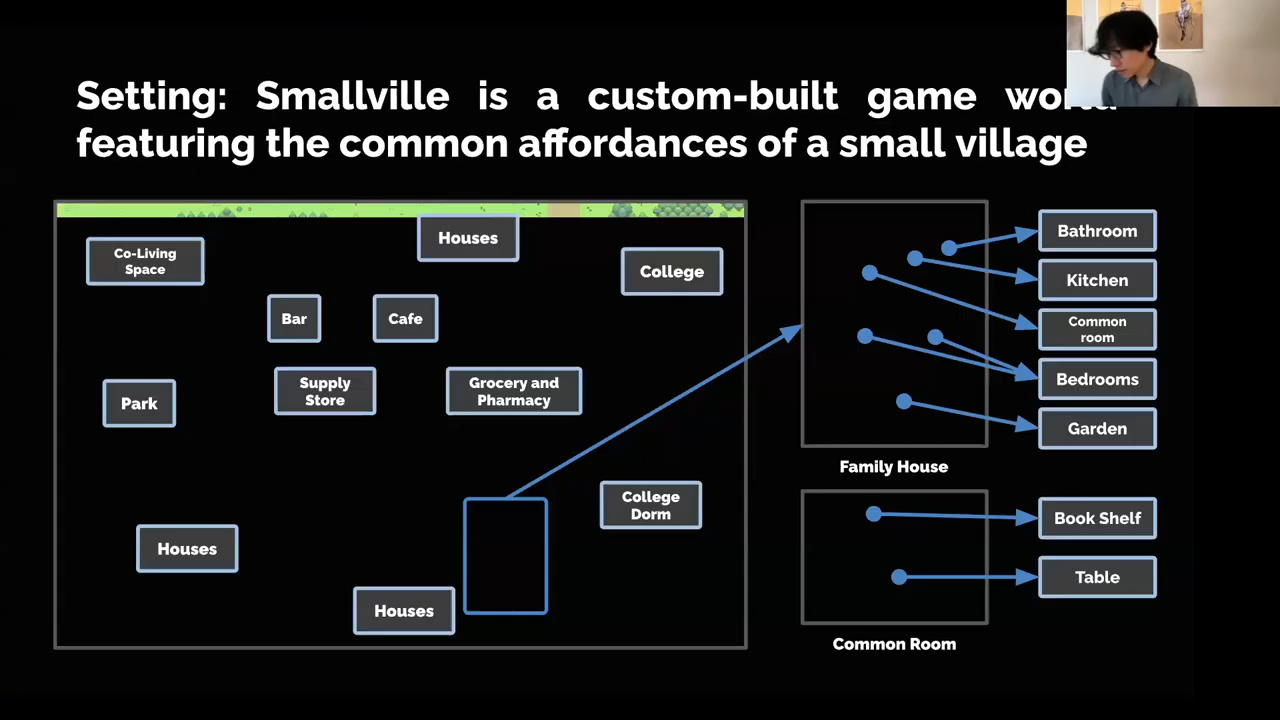 Setting: Smallville is a custom-built game world
featuring the common affordances of a small village
Houses
Co-Living
Space
College
Bar
Cafe
Supply
Store
Grocery and
Pharmacy
Park
College
Dorm
Houses
Houses
Bathroom
Kitchen
Common
room
Bedrooms
Garden
Family House
Book Shelf
Table
Common Room